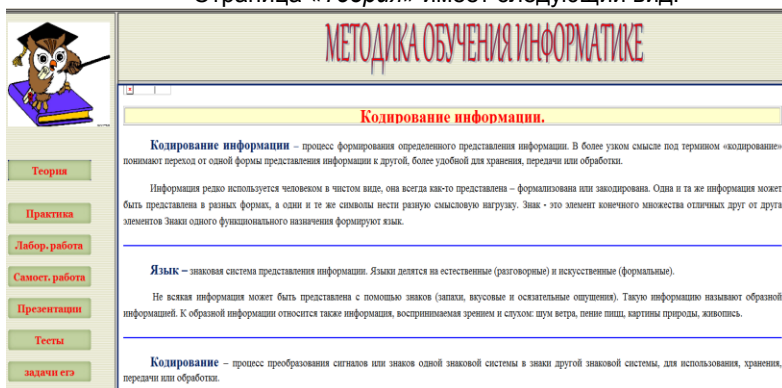 Страница «Теория» имеет следующий вид:
МЕТОДИКА ОБУЧЕНИЯ ИНФОРМАТИКЕ
Теория
Практика
Лабор. работа
Самост. работа
Презентации
Тесты
задачи егэ
Кодирование информации.
Кодирование информации – процесс формирования определенного представления информации. В более узком смысле под термином «кодирование»
понимают переход от одной формы представления информации к другой, более удобной для хранения, передачи или обработки.
Информация редко используется человеком в чистом виде, она всегда как-то представлена – формализована или закодирована. Одна и та же информация может
быть представлена в разных формах, а одни и те же символы нести разную смысловую нагрузку. Знак - это элемент конечного множества отличных друг от друга
элементов Знаки одного функционального назначения формируют язык.
Язык – знаковая система представления информации. Языки делятся на естественные (разговорные) и искусственные (формальные).
Не всякая информация может быть представлена с помощью знаков (запахи, вкусовые и осязательные ощущения). Такую информацию называют образной
информацией. К образной информации относится также информация, воспринимаемая зрением и слухом: шум ветра, пение пищ, картины природы, живопись.
Кодирование – процесс преобразования сигналов или знаков одной знаковой системы в знаки другой знаковой системы, для использования, хранения,
передачи или обработки.